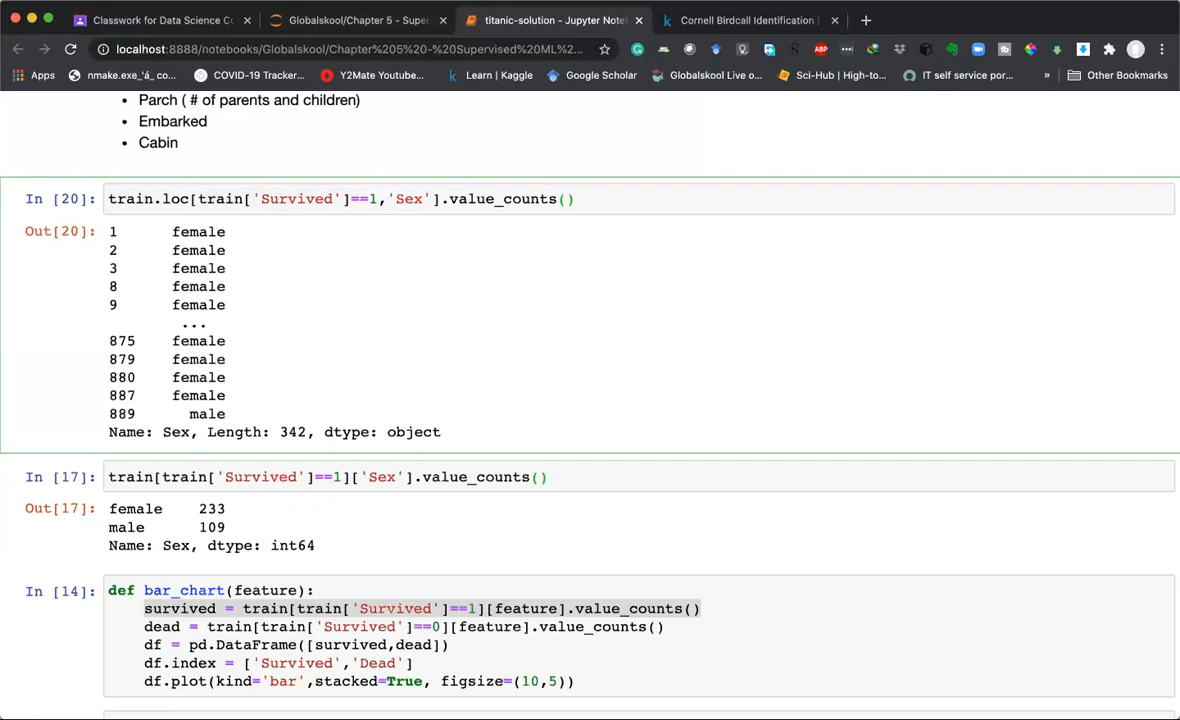 Classwork for Data Science Co
Globalskool/Chapter 5 - Super
titanic-solution - Jupyter Note
Cornell Birdcall Identification
localhost:8888/notebooks/Globalskool/Chapter%205%20-%20Supervised%20ML%2...
Apps
nmake.exe'á_co...
COVID-19 Tracker...
Y2Mate Youtube...
Learn | Kaggle
Google Scholar
Globalskool Live o...
Sci-Hub | High-to...
IT self service por...
»
Other Bookmarks
• Parch ( # of parents and children)
• Embarked
• Cabin
In [20]: train.loc[train['Survived']==1,'Sex'].value_counts()
Out[20]: 1 female
2 female
3 female
8 female
9 female
...
875 female
879 female
880 female
887 female
889 male
Name: Sex, Length: 342, dtype: object
In [17]: train[train['Survived']==1]['Sex'].value_counts()
Out[17]: female 233
male 109
Name: Sex, dtype: int64
In [14]: def bar_chart(feature):
survived = train[train['Survived']==1][feature].value_counts()
dead = train[train['Survived']==0][feature].value_counts()
df = pd.DataFrame([survived,dead])
df.index = ['Survived','Dead']
df.plot(kind='bar',stacked=True, figsize=(10,5))